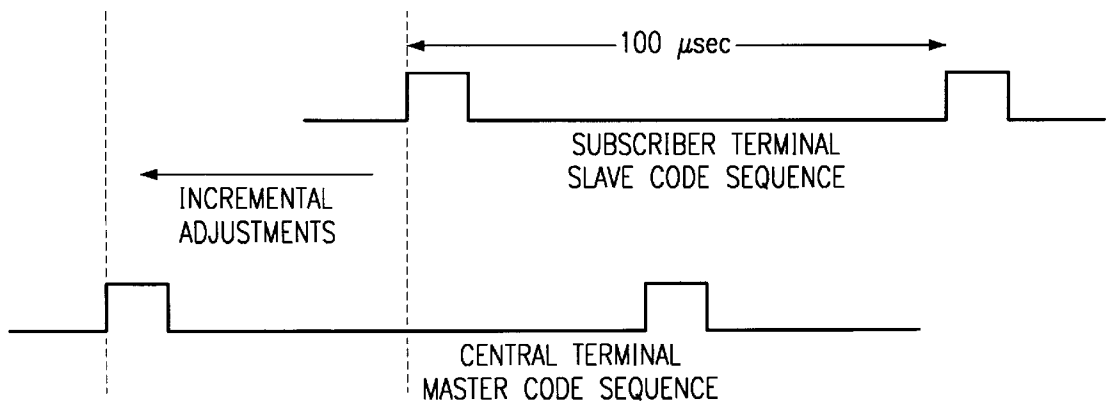 100 μsec
SUBSCRIBER TERMINAL
SLAVE CODE SEQUENCE
INCREMENTAL
ADJUSTMENTS
CENTRAL TERMINAL
MASTER CODE SEQUENCE